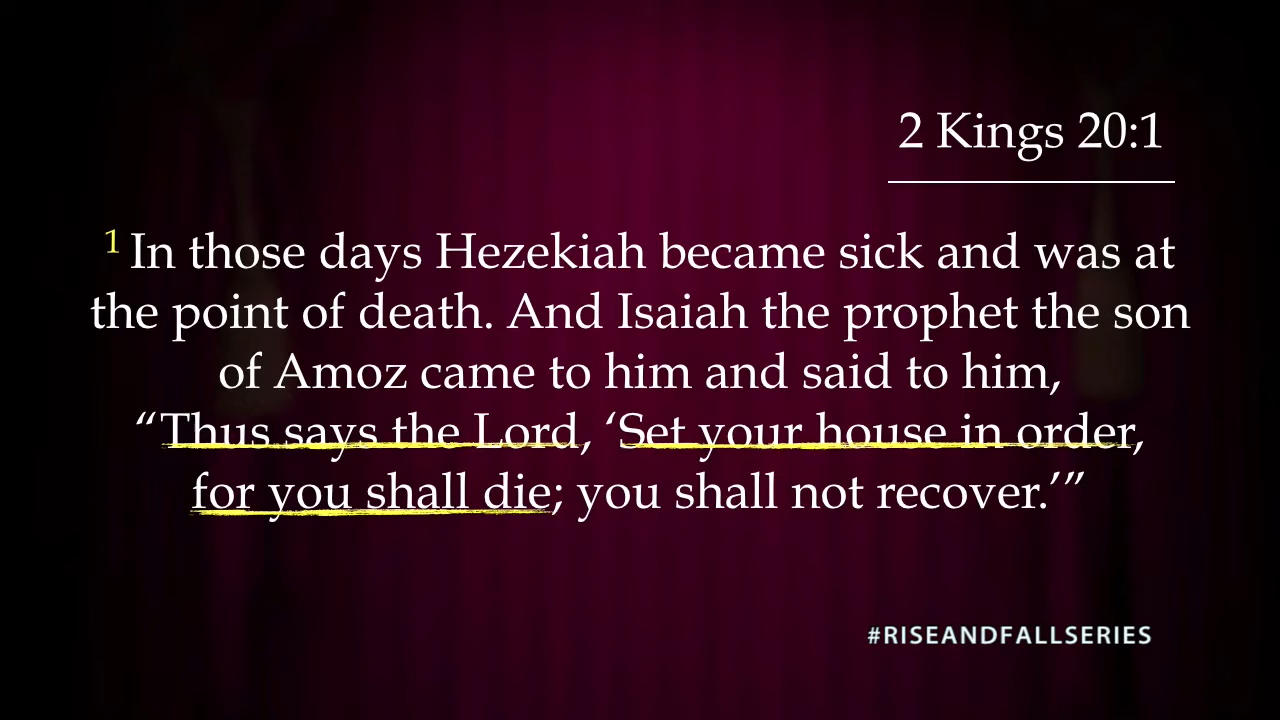 2 Kings 20:1
1 In those days Hezekiah became sick and was at
the point of death. And Isaiah the prophet the son
of Amoz came to him and said to him,
“Thus says the Lord, ‘Set your house in order,
for you shall die; you shall not recover.’”
#RISEANDFALLSERIES